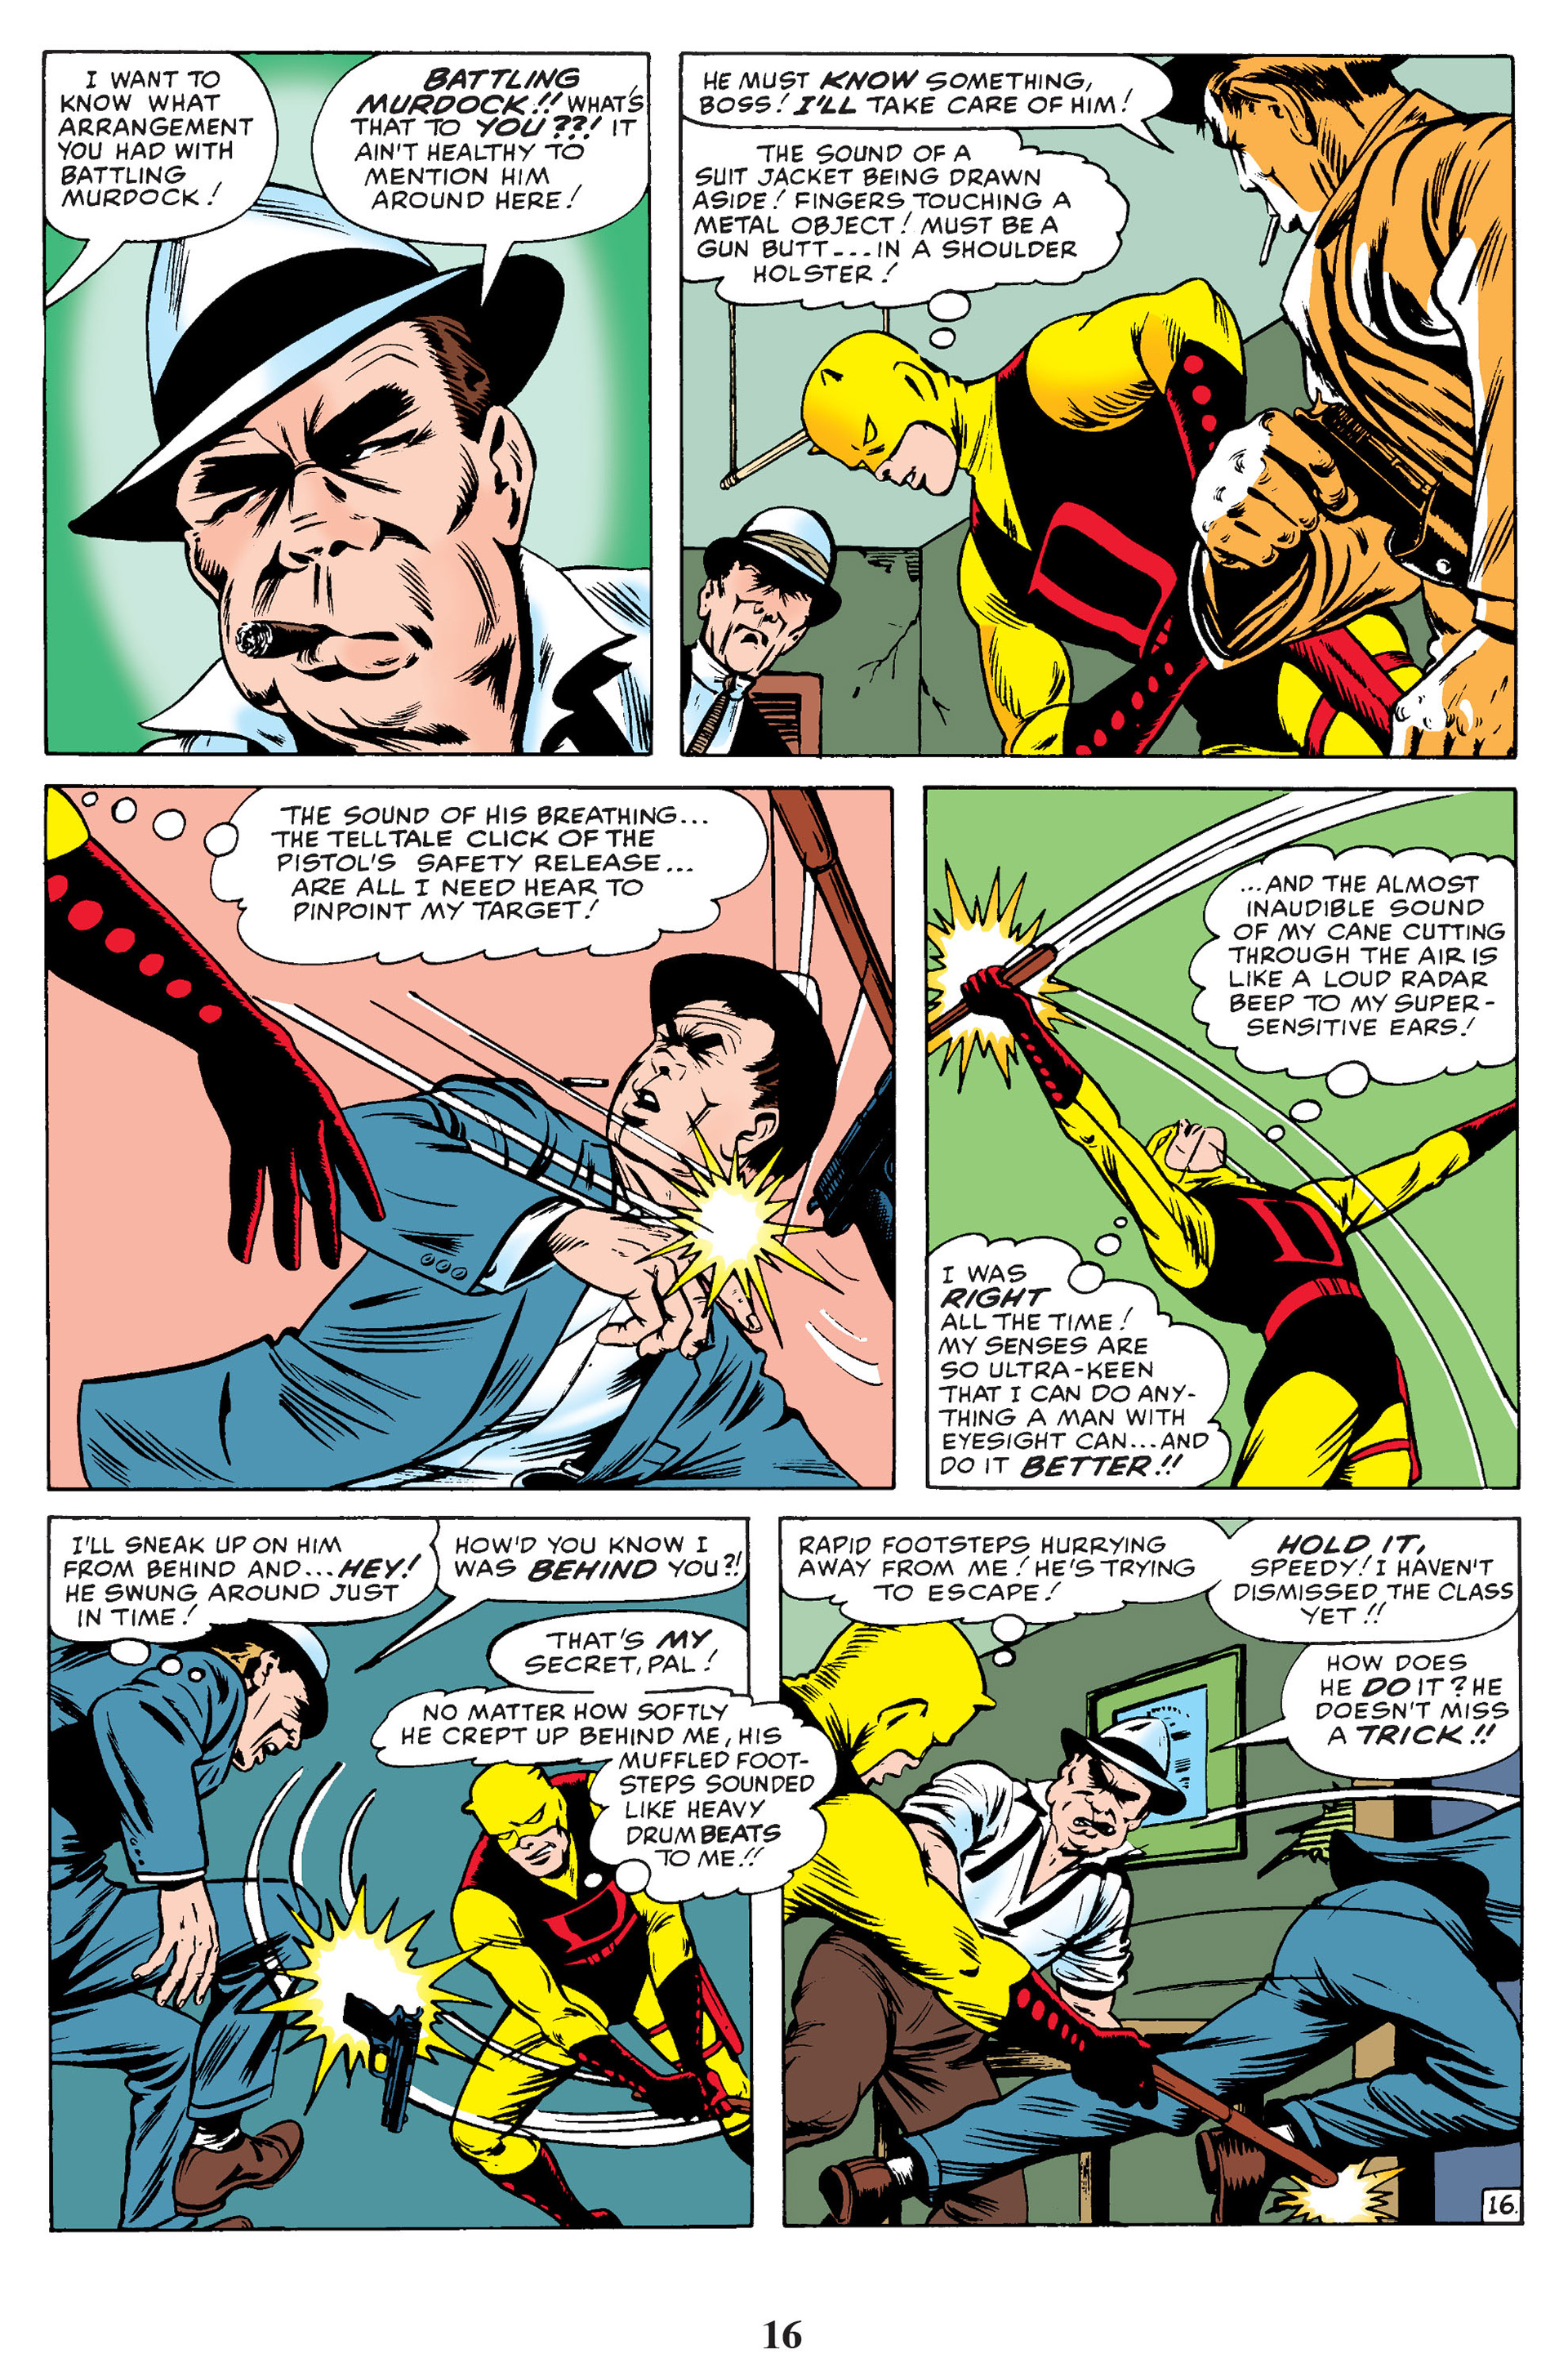 I WANT TO
KNOW WHAT
ARRANGEMENT
YOU HAD WITH
BATTLING
MURDOCK!
BATTLING
MURDOCK!! WHAT'S
THAT TO YOU??! IT
AIN'T HEALTHY TO
MENTION HIM
AROUND HERE!
HE MUST KNOW SOMETHING,
BOSS! I'LL TAKE CARE OF HIM!
THE SOUND OF A
SUIT JACKET BEING DRAWN
ASIDE! FINGERS TOUCHING A
METAL OBJECT! MUST BE A
GUN BUTT---IN A SHOULDER
HOLSTER!
THE SOUND OF HIS BREATHING...
THE TELLTALE CLICK OF THE
PISTOL'S SAFETY RELEASE...
ARE ALL I NEED HEAR TO
PINPOINT MY TARGET!
...AND THE ALMOST
INAUDIBLE SOUND
OF MY CANE CUTTING
THROUGH THE AIR IS
LIKE A LOUD RADAR
BEEP TO MY SUPER-
SENSITIVE EARS!
I WAS
RIGHT
ALL THE TIME!
MY SENSES ARE
SO ULTRA-KEEN
THAT I CAN DO ANY-
THING A MAN WITH
EYESIGHT CAN...AND
DO IT BETTER!!
I'LL SNEAK UP ON HIM
FROM BEHIND AND...HEY!
HE SWUNG AROUND JUST
IN TIME!
HOW'D YOU KNOW I
WAS BEHIND YOU?!
THAT'S MY
SECRET, PAL!
NO MATTER HOW SOFTLY
HE CREPT UP BEHIND ME, HIS
MUFFLED FOOT-
STEPS SOUNDED
LIKE HEAVY
DRUM BEATS
TO ME!!
RAPID FOOTSTEPS HURRYING
AWAY FROM ME! HE'S TRYING
TO ESCAPE!
HOLD IT,
SPEEDY! I HAVEN'T
DISMISSED THE CLASS
YET!!
HOW DOES
HE DO IT? HE
DOESN'T MISS
A TRICK!!
16.
16